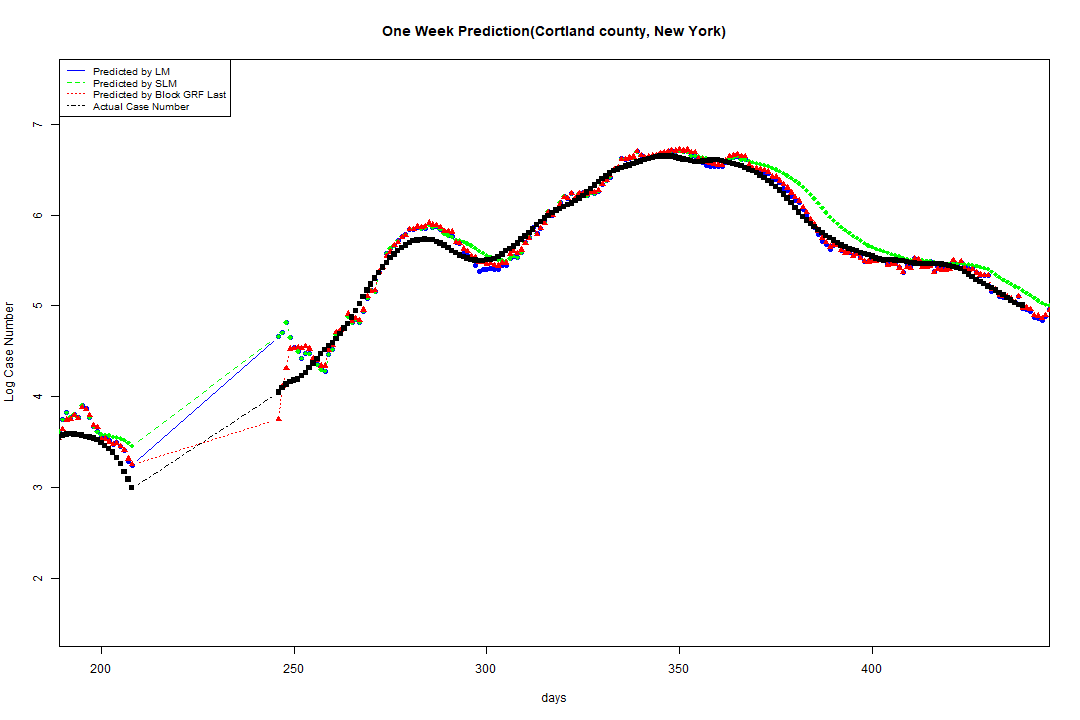 One Week Prediction(Cortland county, New York)
Predicted by LM
Predicted by SLM
Predicted by Block GRF Last
Actual Case Number
Log Case Number
7
6
5
4
3
2
200 250 300 350 400
days